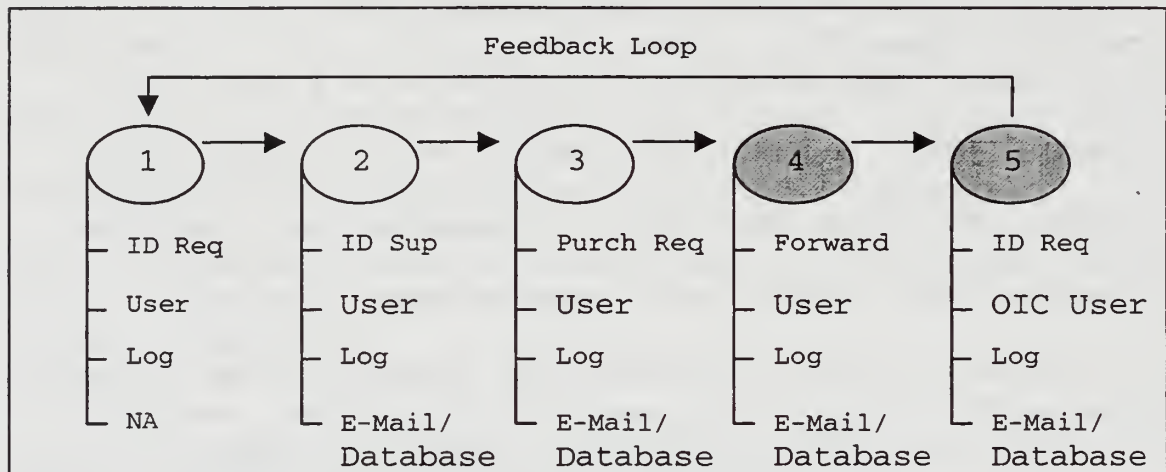 Feedback Loop
1 2 3 4 5
ID Req ID Sup Purch Req Forward ID Req
User User User User OIC User
Log Log Log Log Log
NA E-Mail/ E-Mail/ E-Mail/ E-Mail/
Database Database Database Database